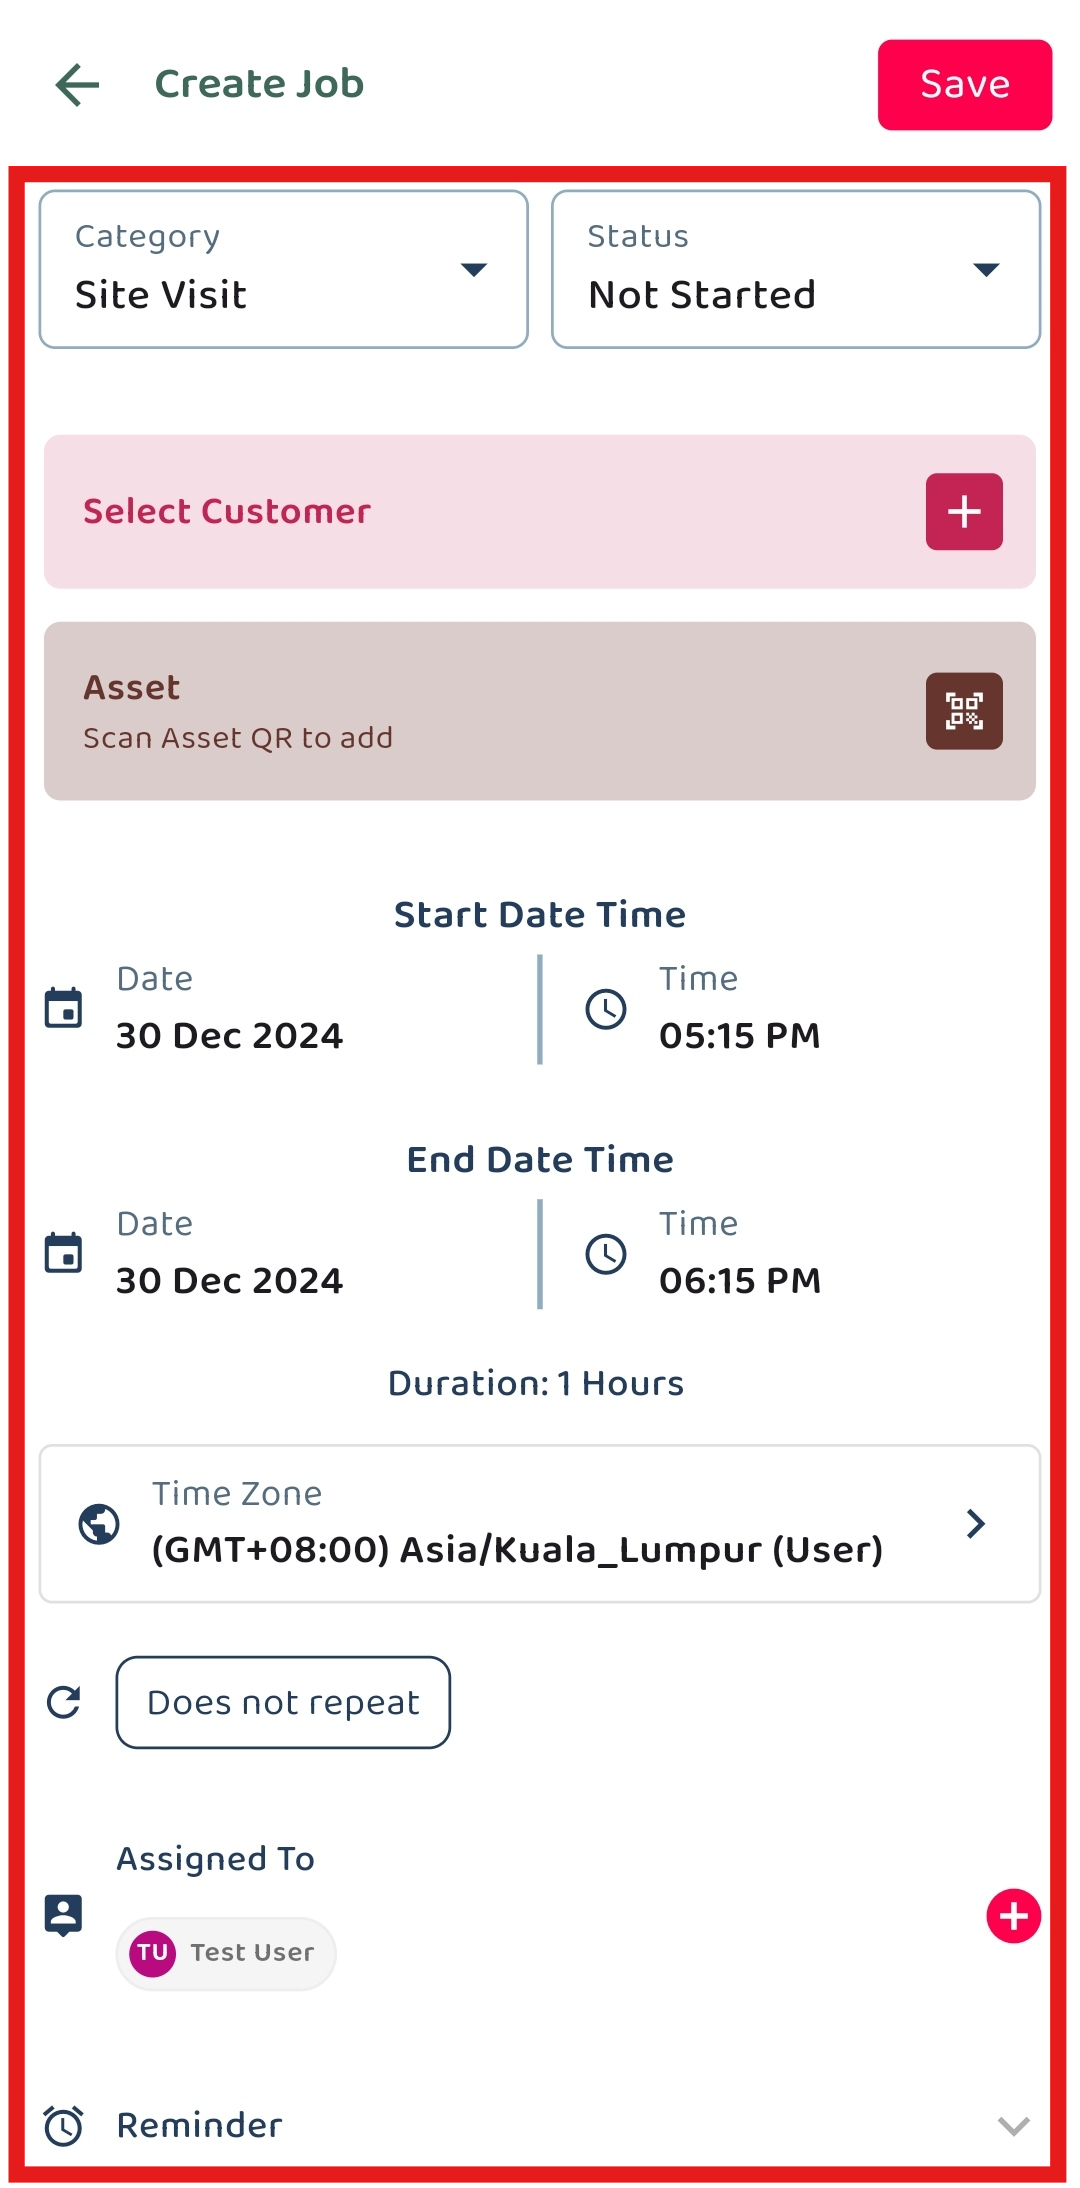 Create Job
Save
Category
Site Visit
Status
Not Started
Select Customer
Asset
Scan Asset QR to add
Start Date Time
Date
30 Dec 2024
Time
05:15 PM
End Date Time
Date
30 Dec 2024
Time
06:15 PM
Duration: 1 Hours
Time Zone
(GMT+08:00) Asia/Kuala_Lumpur (User)
Does not repeat
Assigned To
TU Test User
Reminder